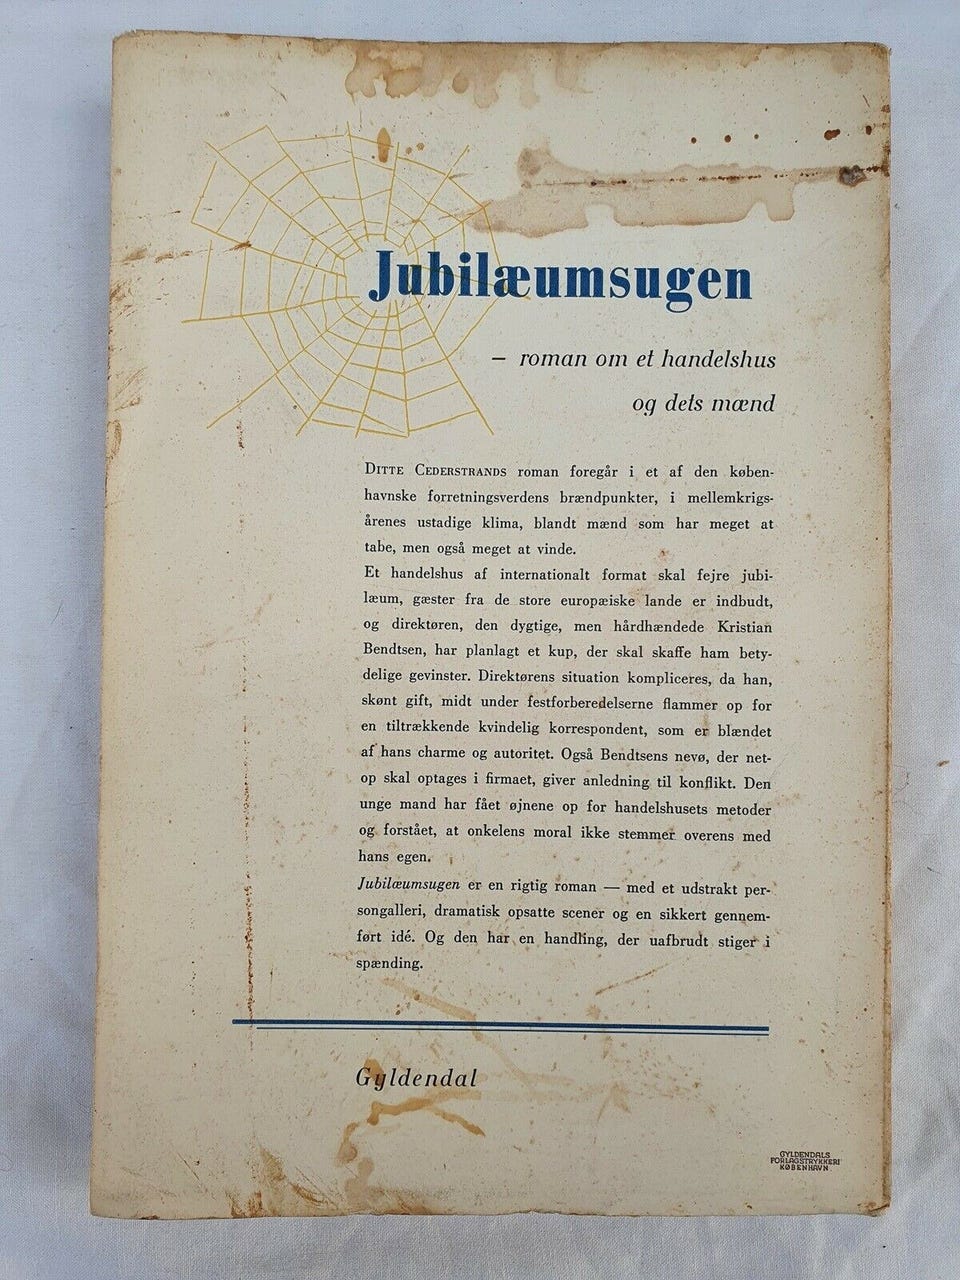 Jubilæumsugen
— roman om et handelshus
og dets mænd
DITTE CEDERSTRANDS roman foregår i et af den køben-
havnske forretningsverdens brændpunkter, i mellemkrigs-
årenes ustadige klima, blandt mænd som har meget at
tabe, men også meget at vinde.
Et handelshus af internationalt format skal fejre jubi-
læum, gæster fra de store europæiske lande er indbudt,
og direktøren, den dygtige, men hårdhændede Kristian
Bendtsen, har planlagt et kup, der skal skaffe ham bety-
delige gevinster. Direktørens situation kompliceres, da han,
skønt gift, midt under festforberedelserne flammer op for
en tiltrækkende kvindelig korrespondent, som er blændet
af hans charme og autoritet. Også Bendtsens nevø, der net-
op skal optages i firmaet, giver anledning til konflikt. Den
unge mand har fået øjnene op for handelshusets metoder
og forstået, at onkelens moral ikke stemmer overens med
hans egen.
Jubilæumsugen er en rigtig roman — med et udstrakt per-
songalleri, dramatisk opsatte scener og en sikkert gennem-
ført idé. Og den har en handling, der uafbrudt stiger i
spænding.
Gyldendal
GYLDENDALS
FORLAGSTRYKKERI
KØBENHAVN